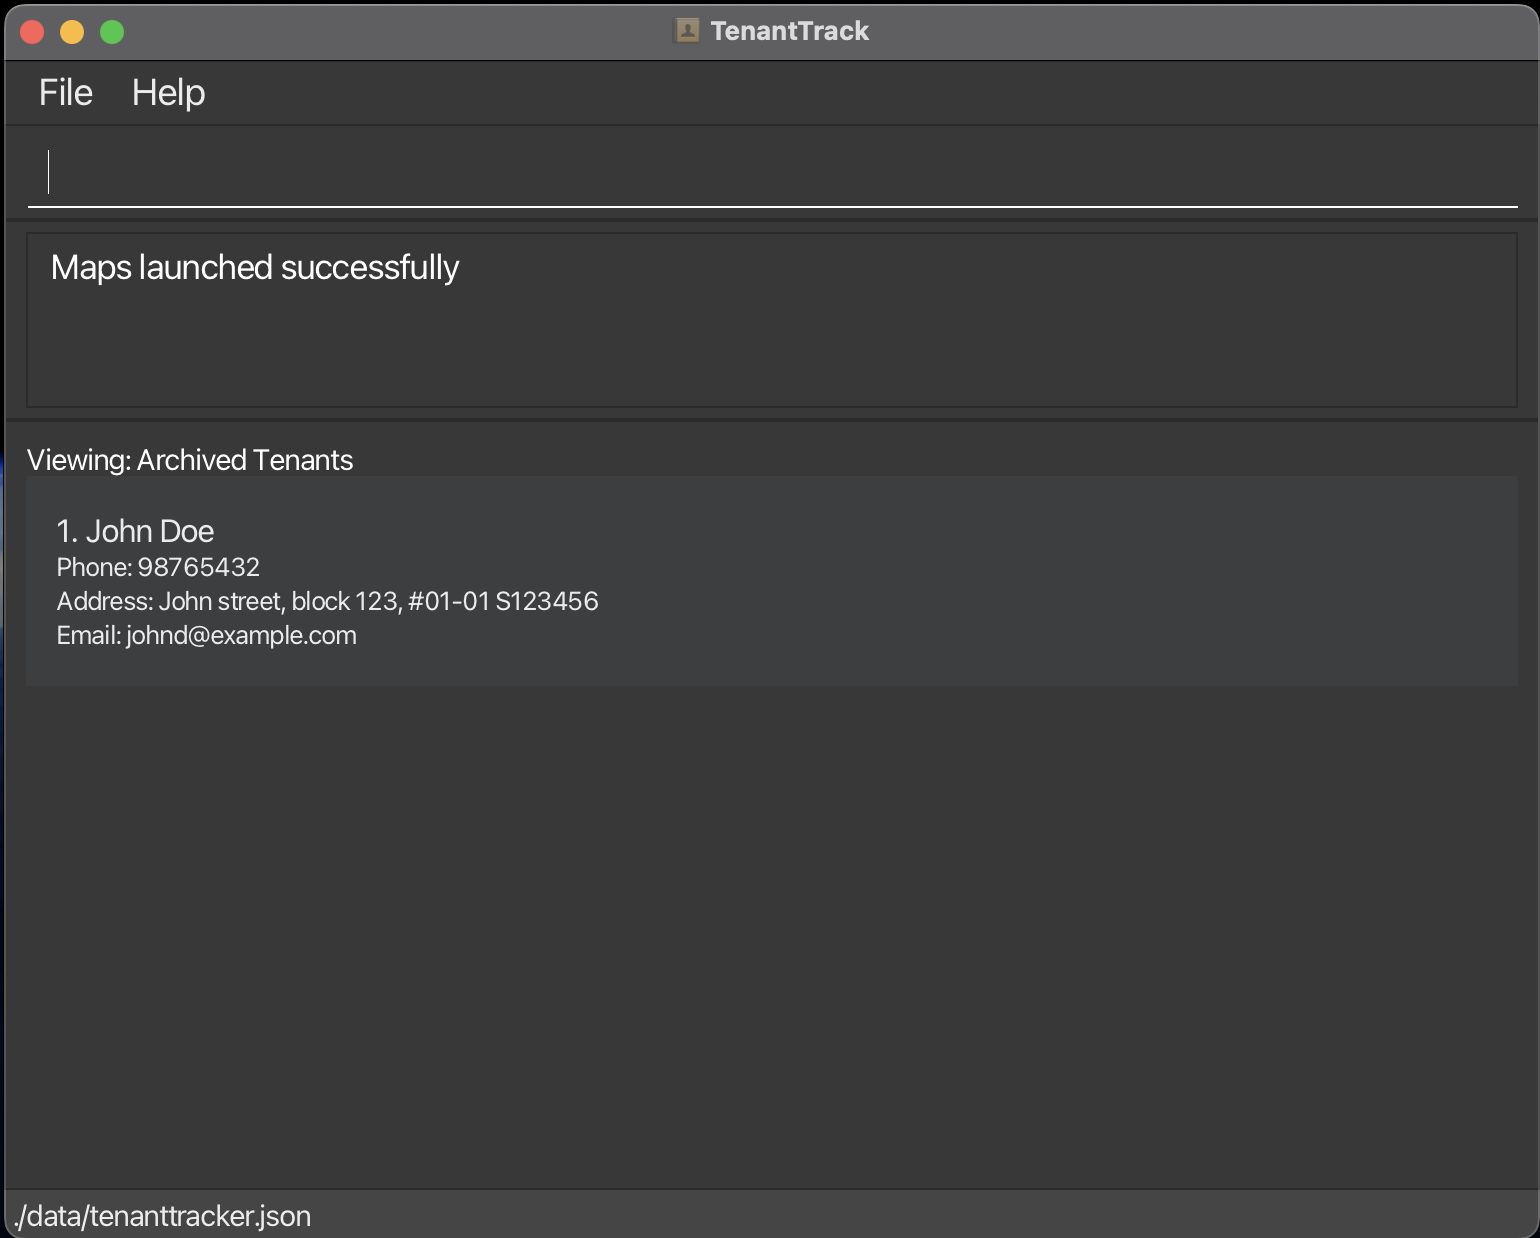 TenantTrack
File Help
Maps launched successfully
Viewing: Archived Tenants
1. John Doe
Phone: 98765432
Address: John street, block 123, #01-01 S123456
Email: johnd@example.com
./data/tenanttracker.json